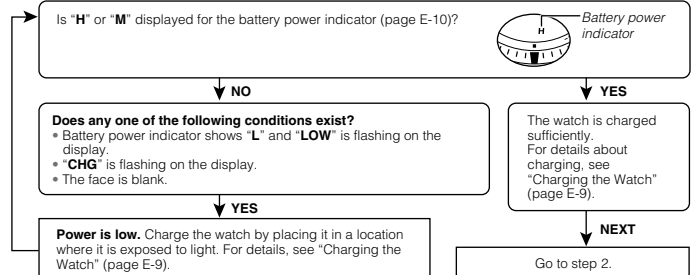 Is “H” or “M” displayed for the battery power indicator (page E-10)?
Battery power
indicator
H
NO
YES
Does any one of the following conditions exist?
• Battery power indicator shows “L” and “LOW” is flashing on the
display.
• “CHG” is flashing on the display.
• The face is blank.
The watch is charged
sufficiently.
For details about
charging, see
“Charging the Watch”
(page E-9).
YES
NEXT
Power is low. Charge the watch by placing it in a location
where it is exposed to light. For details, see “Charging the
Watch” (page E-9).
Go to step 2.